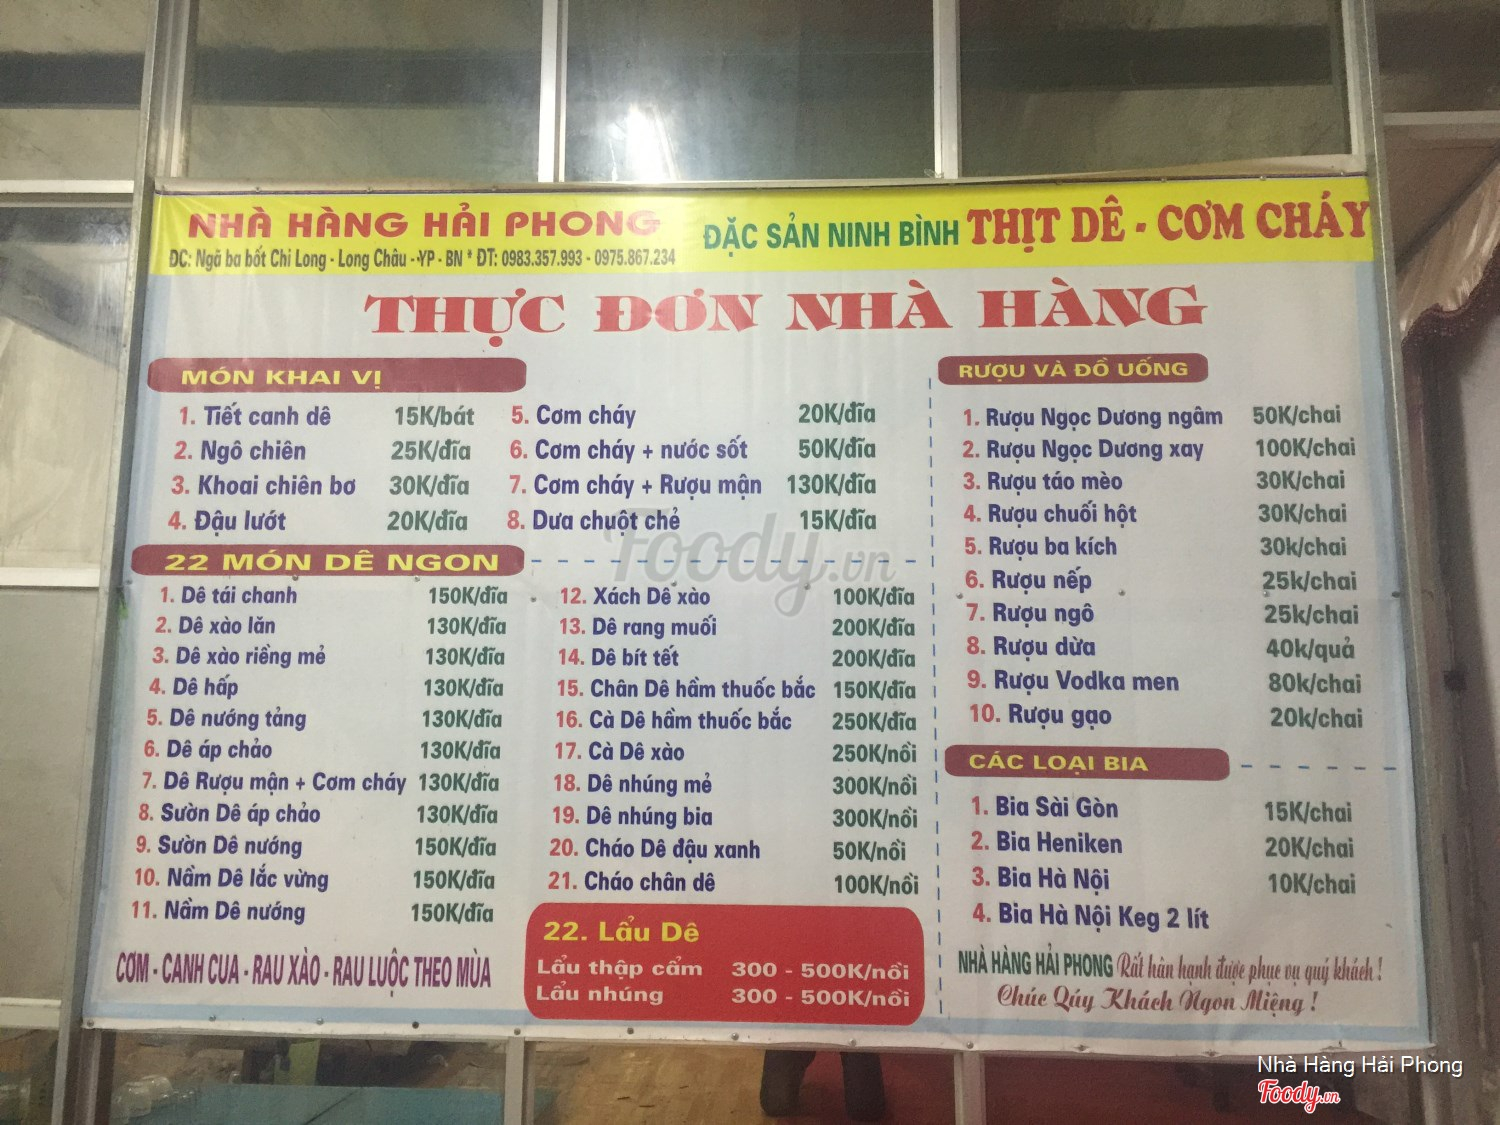 NHÀ HÀNG HẢI PHONG
ĐC: Ngã ba bốt Chi Long - Long Châu - YP - BN * ĐT: 0983.357.993 - 0975.867.234
ĐẶC SẢN NINH BÌNH THỊT DÊ - CƠM CHÁY
THỰC ĐƠN NHÀ HÀNG
MÓN KHAI VỊ
1. Tiết canh dê 15K/bát
2. Ngô chiên 25K/đĩa
3. Khoai chiên bơ 30K/đĩa
4. Đậu lướt 20K/đĩa
5. Cơm cháy 20K/đĩa
6. Cơm cháy + nước sốt 50K/đĩa
7. Cơm cháy + Rượu mận 130K/đĩa
8. Dưa chuột chẻ 15K/đĩa
22 MÓN DÊ NGON
1. Dê tái chanh 150K/đĩa
2. Dê xào lăn 130K/đĩa
3. Dê xào riềng mẻ 130K/đĩa
4. Dê hấp 130K/đĩa
5. Dê nướng tảng 130K/đĩa
6. Dê áp chảo 130K/đĩa
7. Dê Rượu mận + Cơm cháy 130K/đĩa
8. Sườn Dê áp chảo 130K/đĩa
9. Sườn Dê nướng 150K/đĩa
10. Nầm Dê lắc vừng 150K/đĩa
11. Nầm Dê nướng 150K/đĩa
12. Xách Dê xào 100K/đĩa
13. Dê rang muối 200K/đĩa
14. Dê bít tết 200K/đĩa
15. Chân Dê hầm thuốc bắc 150K/đĩa
16. Cà Dê hầm thuốc bắc 250K/đĩa
17. Cà Dê xào 250K/nồi
18. Dê nhúng mẻ 300K/nồi
19. Dê nhúng bia 300K/nồi
20. Cháo Dê đậu xanh 50K/nồi
21. Cháo chân dê 100K/nồi
22. Lẩu Dê
Lẩu thập cẩm 300 - 500K/nồi
Lẩu nhúng 300 - 500K/nồi
CƠM - CANH CUA - RAU XÀO - RAU LUỘC THEO MÙA
RƯỢU VÀ ĐỒ UỐNG
1. Rượu Ngọc Dương ngâm 50K/chai
2. Rượu Ngọc Dương xay 100K/chai
3. Rượu táo mèo 30K/chai
4. Rượu chuối hột 30K/chai
5. Rượu ba kích 30k/chai
6. Rượu nếp 25k/chai
7. Rượu ngô 25k/chai
8. Rượu dừa 40k/quả
9. Rượu Vodka men 80k/chai
10. Rượu gạo 20k/chai
CÁC LOẠI BIA
1. Bia Sài Gòn 15K/chai
2. Bia Heniken 20K/chai
3. Bia Hà Nội 10K/chai
4. Bia Hà Nội Keg 2 lít
NHÀ HÀNG HẢI PHONG Rất hân hạnh được phục vụ quý khách !
Chúc Qúy Khách Ngon Miệng !
Foody.vn
Nhà Hàng Hải Phong
Foody.vn